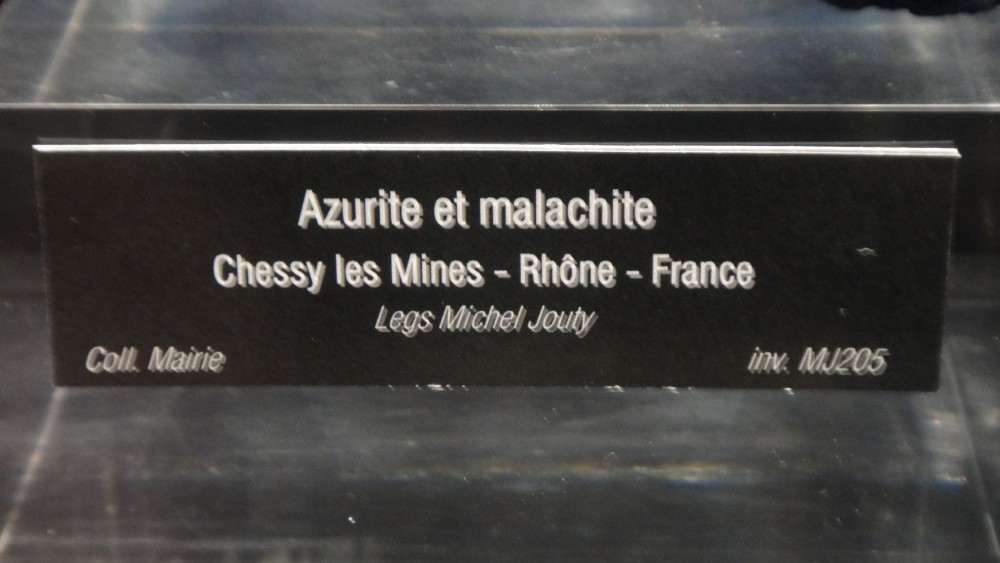 Azurite et malachite
Chessy les Mines - Rhône - France
Legs Michel Jouty
Coll. Mairie inv. MJ205